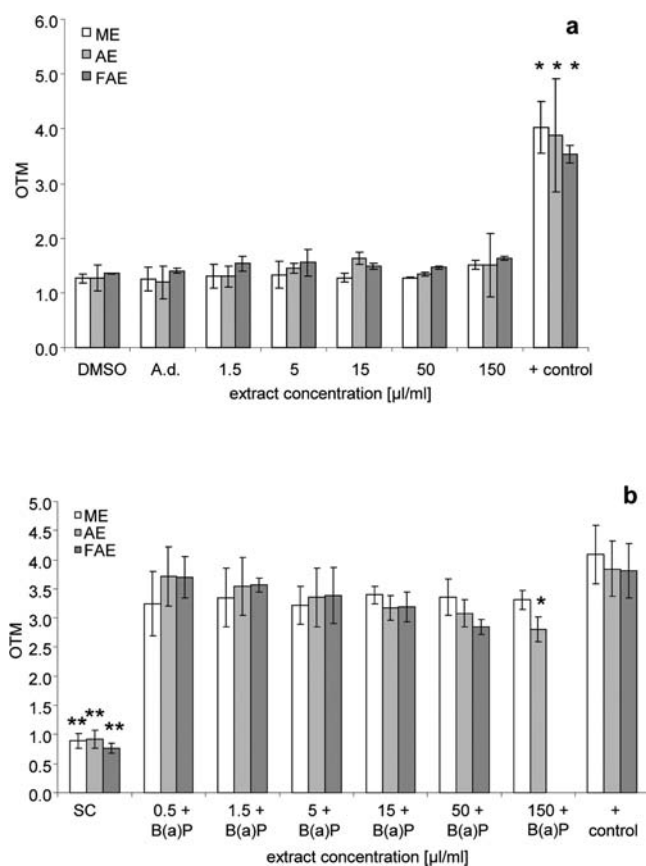 a
ME
AE
FAE
* * *
6.0
5.0
4.0
3.0
2.0
1.0
0.0
OTM
DMSO A.d. 1.5 5 15 50 150 + control
extract concentration [µl/ml]
b
ME
AE
FAE
5.0
4.5
4.0
3.5
3.0
2.5
2.0
1.5
1.0
0.5
0.0
OTM
** ** **
*
SC 0.5 + 1.5 + 5 + 15 + 50 + 150 + +
B(a)P B(a)P B(a)P B(a)P B(a)P B(a)P control
extract concentration [µl/ml]